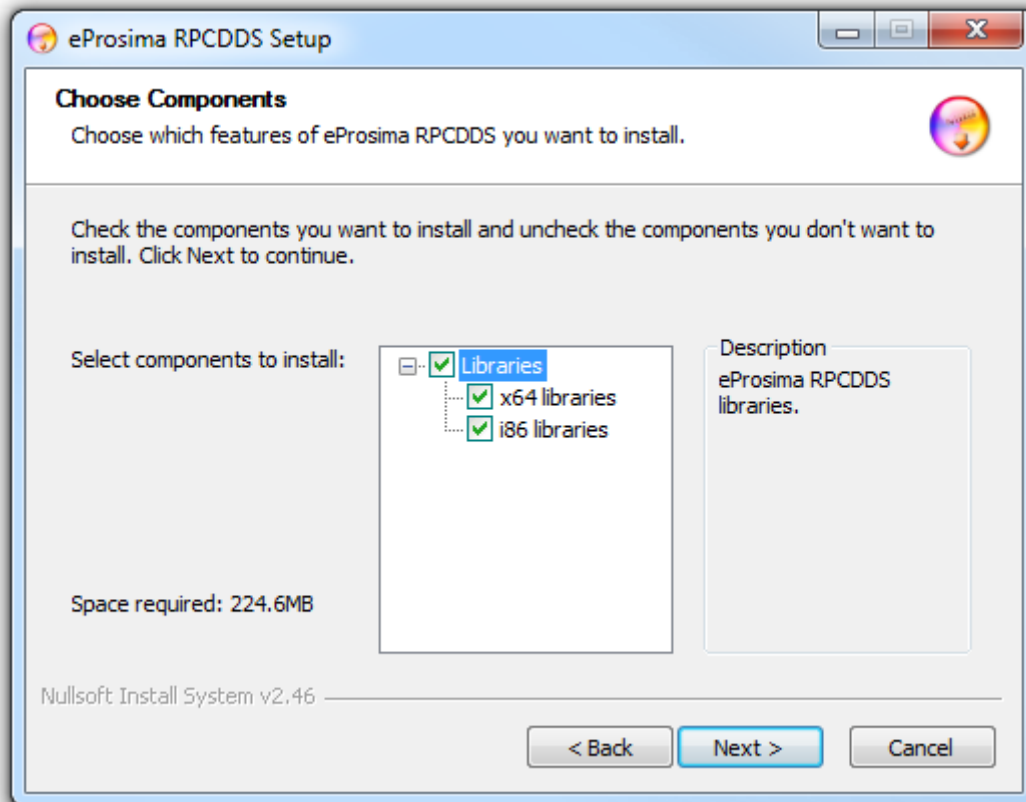 eProsima RPCDDS Setup
Choose Components
Choose which features of eProsima RPCDDS you want to install.
Check the components you want to install and uncheck the components you don't want to
install. Click Next to continue.
Select components to install:
Libraries
x64 libraries
i86 libraries
Description
eProsima RPCDDS
libraries.
Space required: 224.6MB
Nullsoft Install System v2.46
< Back
Next >
Cancel